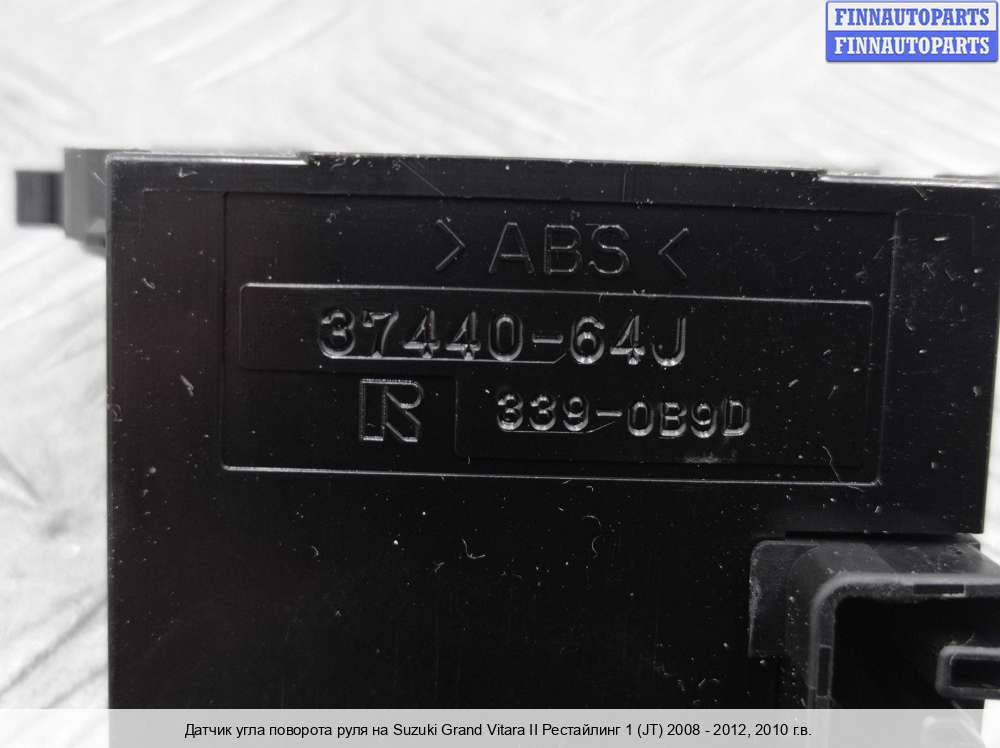 FINNAUTOPARTS
FINNAUTOPARTS
>ABS<
37440-64J
R 339-0B9D
Датчик угла поворота руля на Suzuki Grand Vitara II Рестайлинг 1 (JT) 2008 - 2012, 2010 г.в.